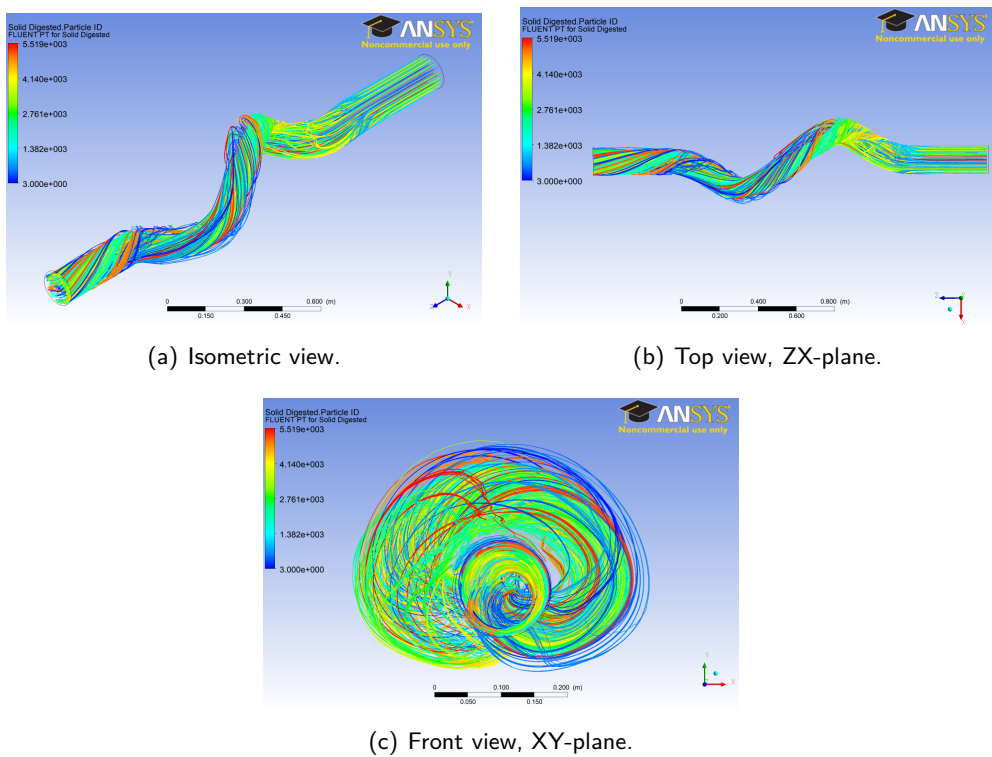 Solid Digested.Particle ID
FLUENT PT for Solid Digested
5.519e+003
4.140e+003
2.761e+003
1.382e+003
3.000e+000
ANSYS
Noncommercial use only
0 0.300 0.600 (m)
0.150 0.450
Y
Z X
(a) Isometric view.
Solid Digested.Particle ID
FLUENT PT for Solid Digested
5.519e+003
4.140e+003
2.761e+003
1.382e+003
3.000e+000
ANSYS
Noncommercial use only
0 0.400 0.800 (m)
0.200 0.600
Z
X
(b) Top view, ZX-plane.
Solid Digested.Particle ID
FLUENT PT for Solid Digested
5.519e+003
4.140e+003
2.761e+003
1.382e+003
3.000e+000
ANSYS
Noncommercial use only
0 0.100 0.200 (m)
0.050 0.150
Y
X
(c) Front view, XY-plane.